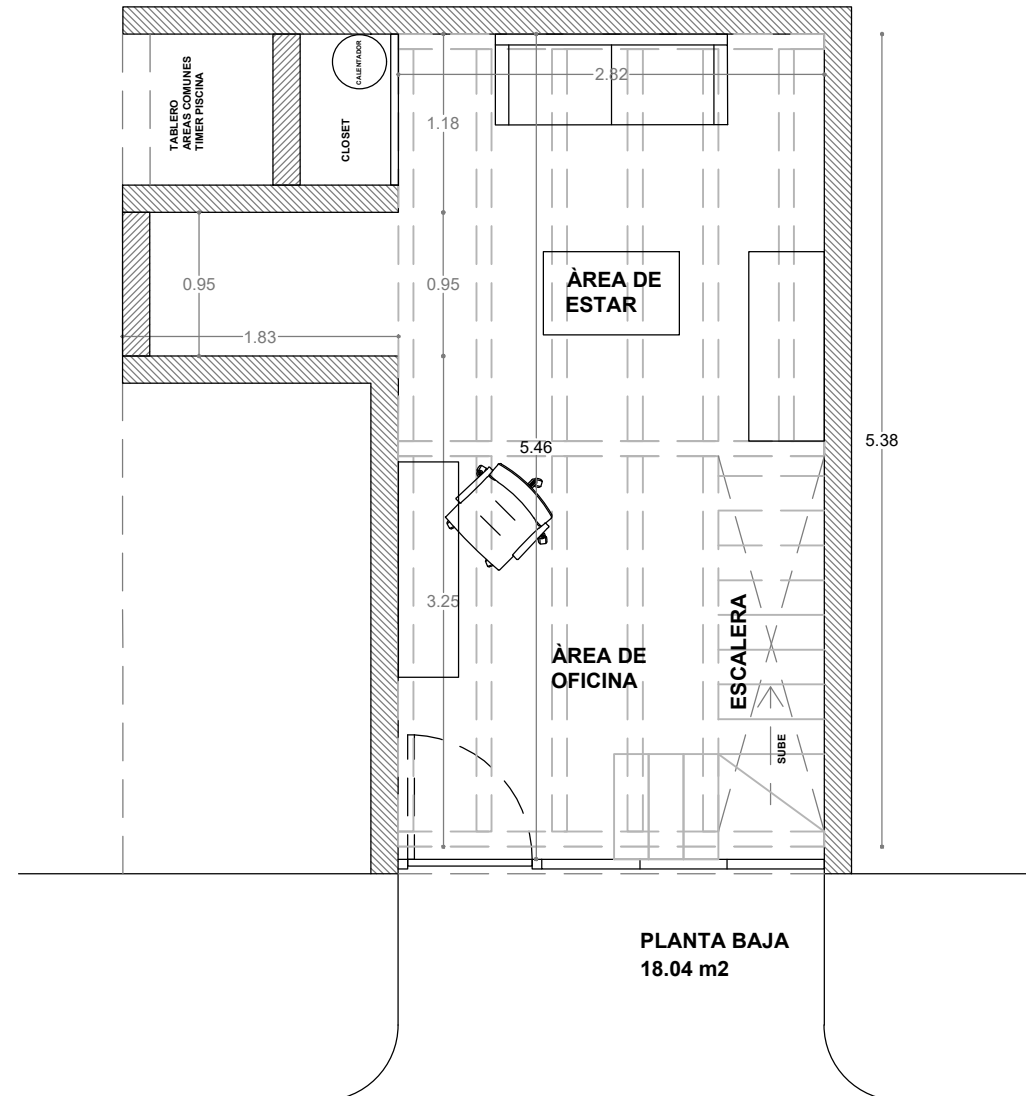 CALENTADOR
2.82
TABLERO
AREAS COMUNES
TIMER PISCINA
CLOSET
1.18
0.95
0.95
ÀREA DE
ESTAR
1.83
5.46
5.38
3.25
ESCALERA
ÀREA DE
OFICINA
SUBE
PLANTA BAJA
18.04 m2